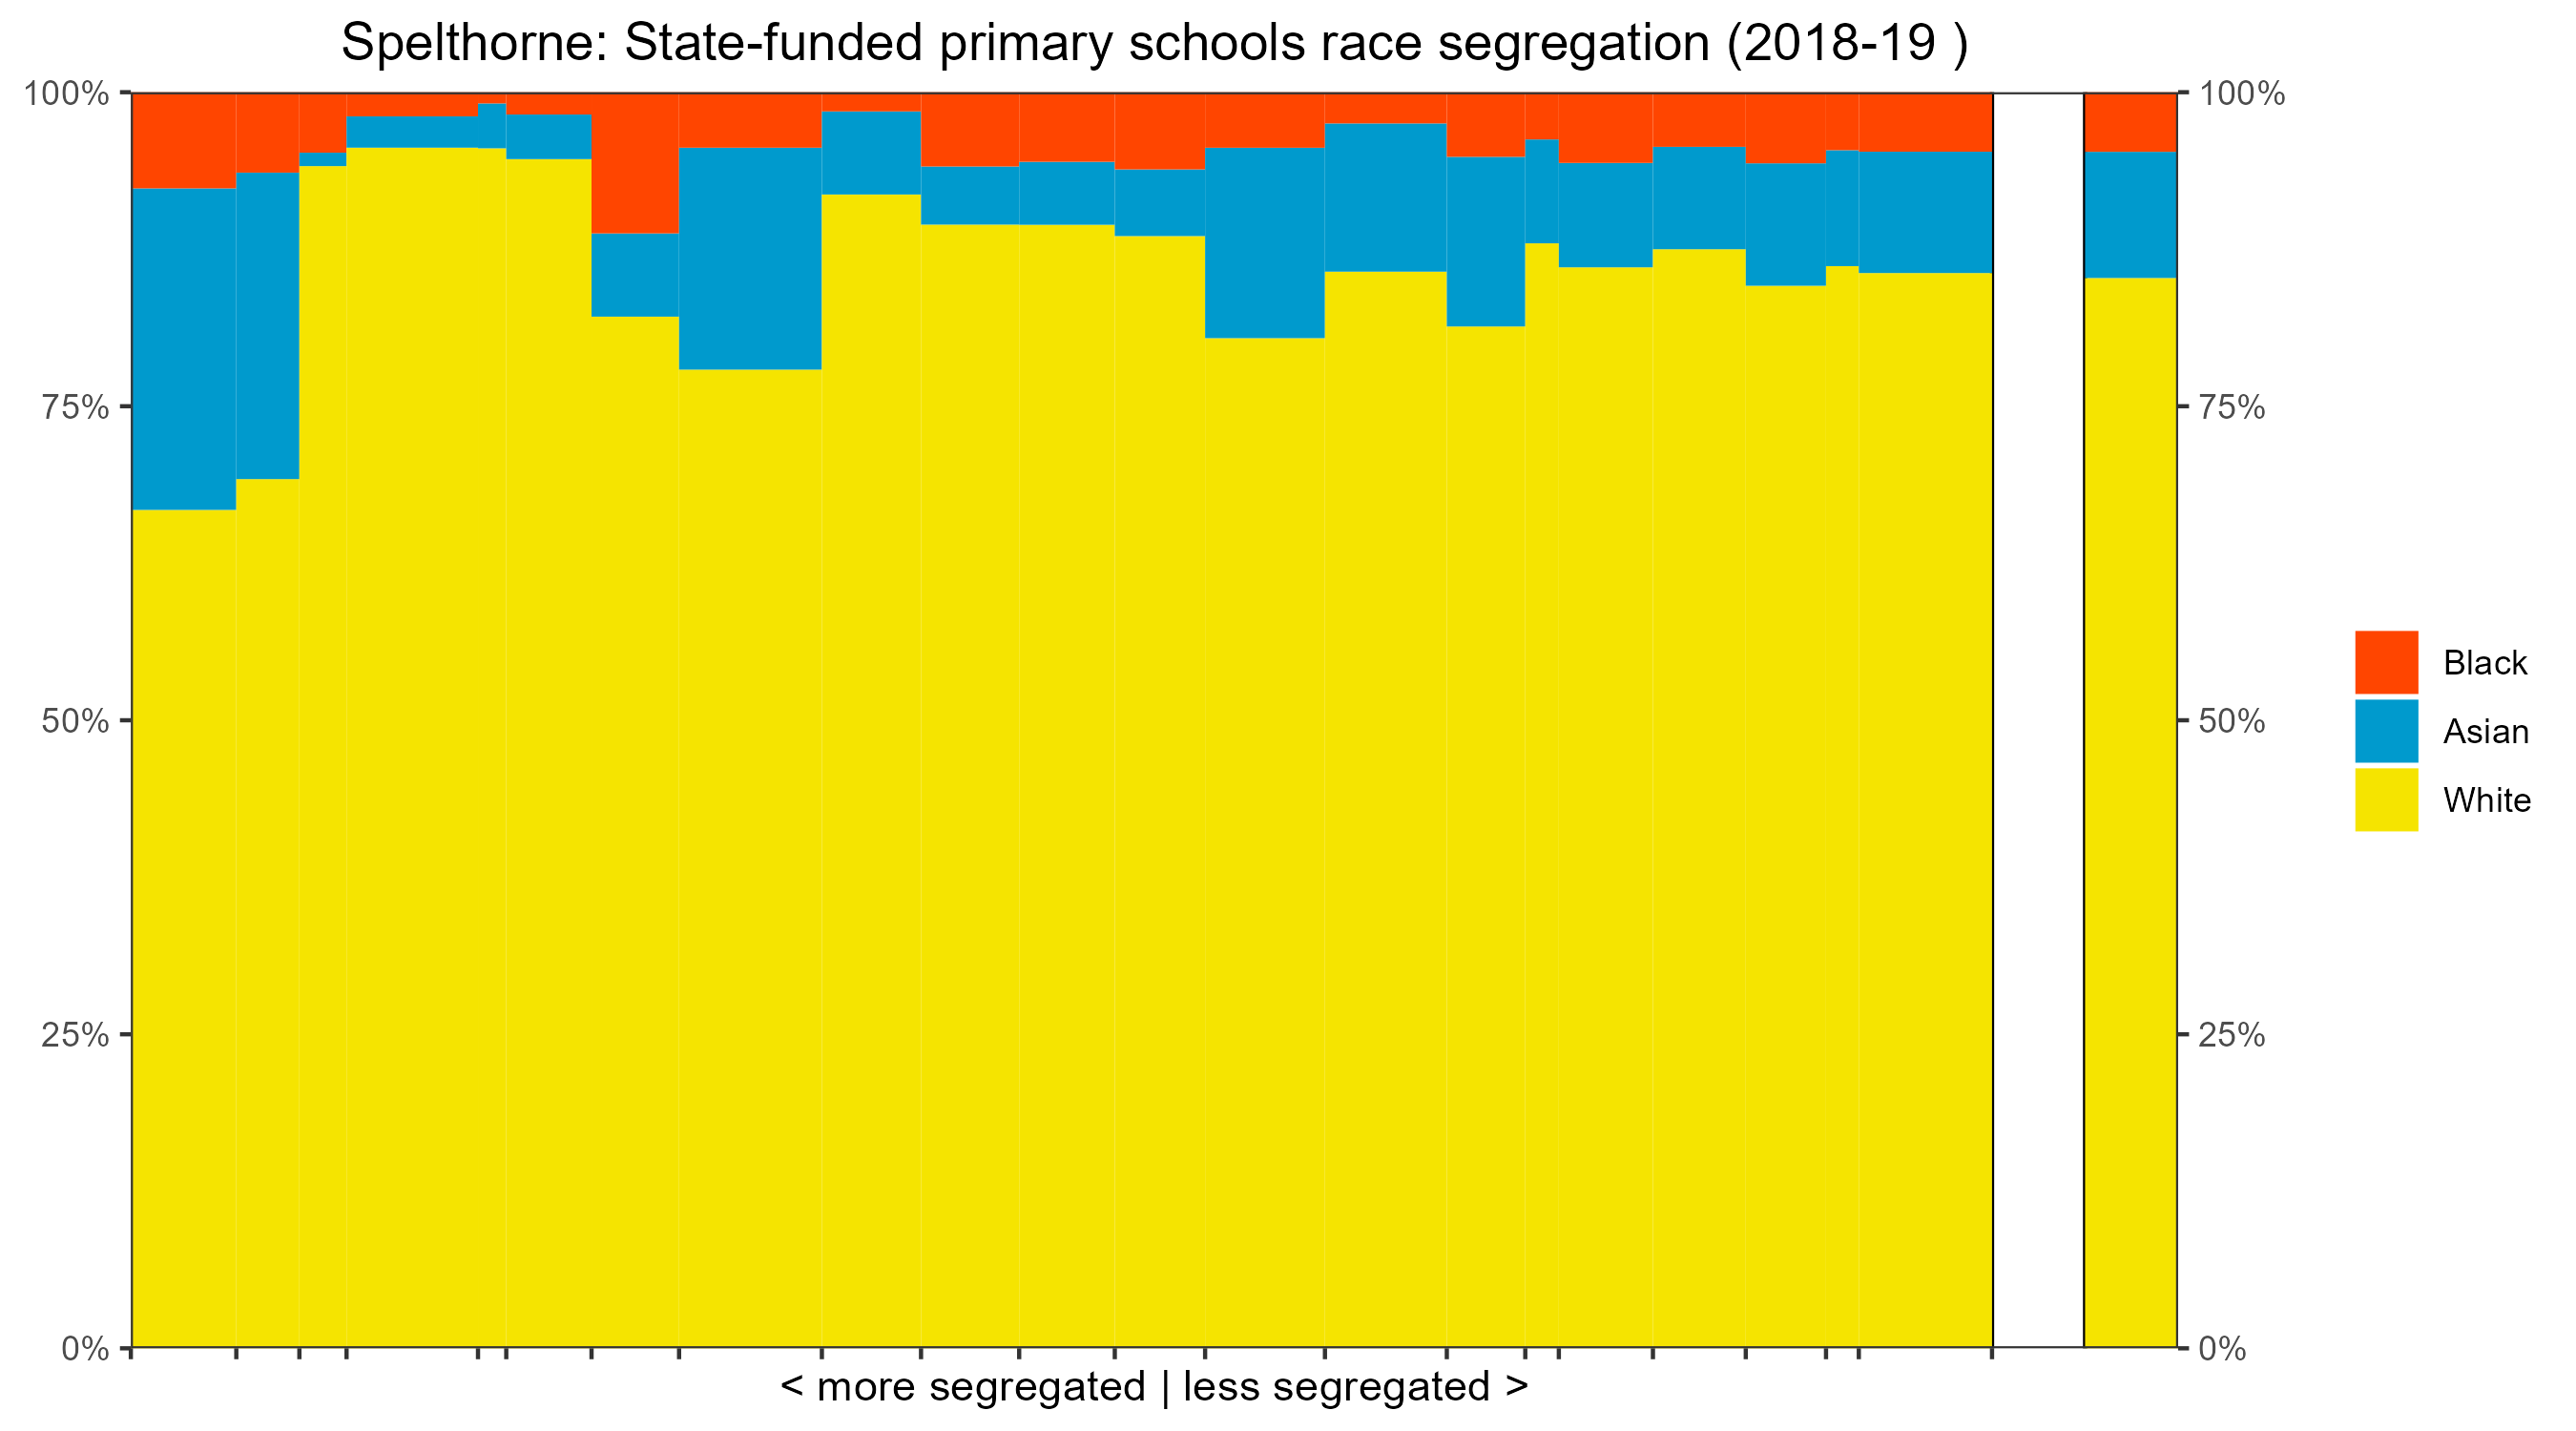 Spelthorne: State-funded primary schools race segregation (2018-19 )
100%
75%
50%
25%
0%
100%
75%
50%
25%
0%
Black
Asian
White
< more segregated | less segregated >